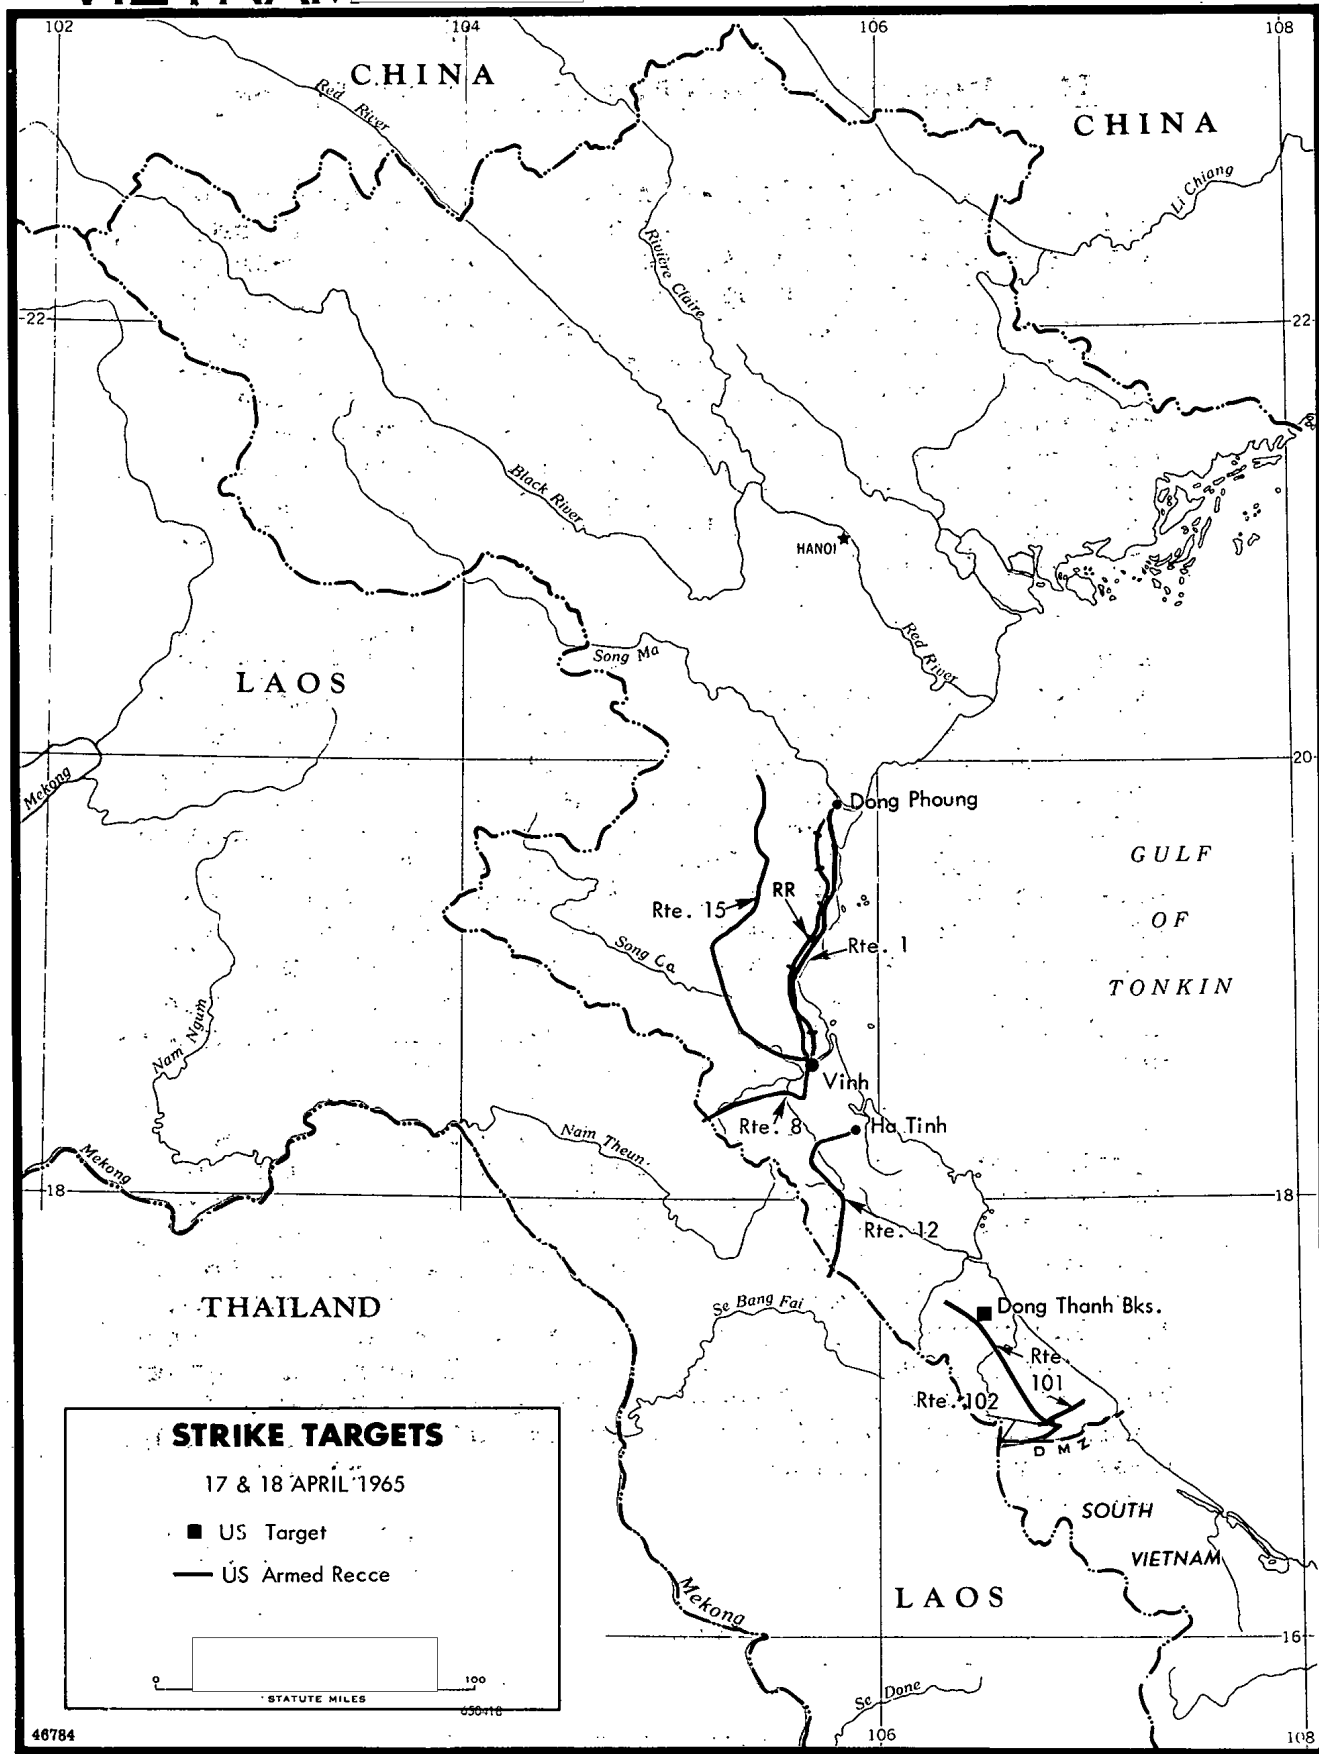 VIETNAM
102
104
106
108
CHINA
Red River
CHINA
Li Chiang
Rivière Claire
22
22
Black River
HANOI
Red River
Song Ma
LAOS
20
Mekong
Dong Phoung
GULF
OF
TONKIN
RR
Rte. 15
Rte. 1
Song Ca
Nam Ngum
Vinh
Rte. 8
Ha Tinh
Nam Theun
Mekong
18
18
Rte. 12
THAILAND
Se Bang Fai
Dong Thanh Bks.
Rte
101
Rte. 102
DMZ
STRIKE TARGETS
17 & 18 APRIL 1965
US Target
US Armed Recce
0
100
STATUTE MILES
650418
SOUTH
VIETNAM
LAOS
Mekong
16
Se Done
46784
106
108